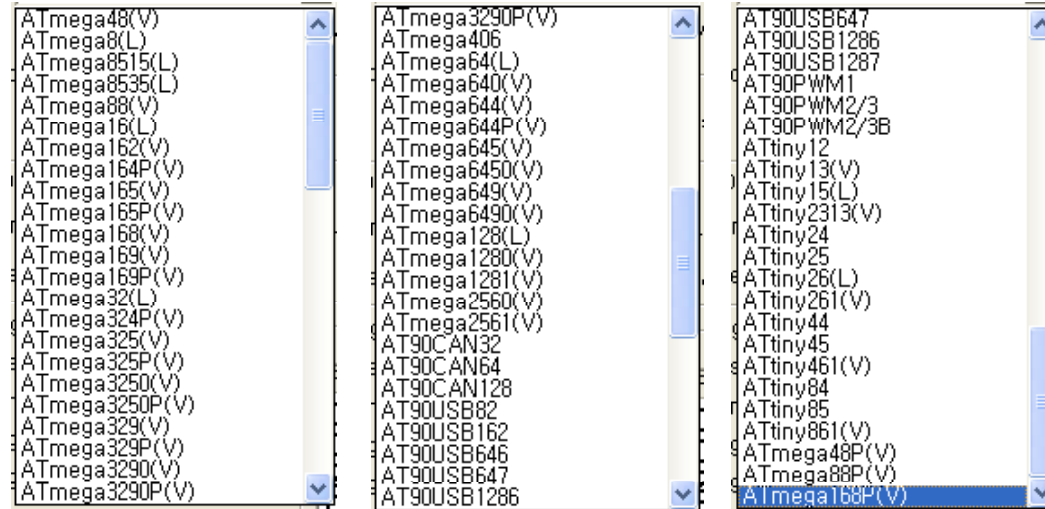 ATmega48(V)
ATmega8(L)
ATmega8515(L)
ATmega8535(L)
ATmega88(V)
ATmega16(L)
ATmega162(V)
ATmega164P(V)
ATmega165(V)
ATmega165P(V)
ATmega168(V)
ATmega169(V)
ATmega169P(V)
ATmega32(L)
ATmega324P(V)
ATmega325(V)
ATmega325P(V)
ATmega3250(V)
ATmega3250P(V)
ATmega329(V)
ATmega329P(V)
ATmega3290(V)
ATmega3290P(V)
ATmega3290P(V)
ATmega406
ATmega64(L)
ATmega640(V)
ATmega644(V)
ATmega644P(V)
ATmega645(V)
ATmega6450(V)
ATmega649(V)
ATmega6490(V)
ATmega128(L)
ATmega1280(V)
ATmega1281(V)
ATmega2560(V)
ATmega2561(V)
AT90CAN32
AT90CAN64
AT90CAN128
AT90USB82
AT90USB162
AT90USB646
AT90USB647
AT90USB1286
AT90USB647
AT90USB1286
AT90USB1287
AT90PWM1
AT90PWM2/3
AT90PWM2/3B
ATtiny12
ATtiny13(V)
ATtiny15(L)
ATtiny2313(V)
ATtiny24
ATtiny25
ATtiny26(L)
ATtiny261(V)
ATtiny44
ATtiny45
ATtiny461(V)
ATtiny84
ATtiny85
ATtiny861(V)
ATmega48P(V)
ATmega88P(V)
ATmega168P(V)